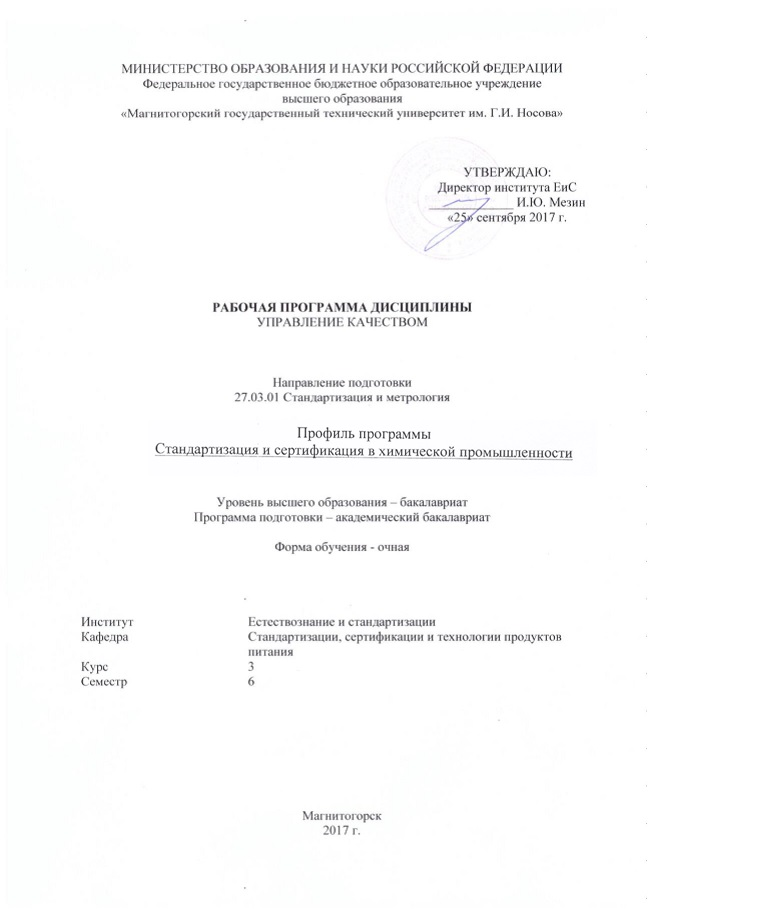 МИНИСТЕРСТВО ОБРАЗОВАНИЯ И НАУКИ РОССИЙСКОЙ ФЕДЕРАЦИИ
Федеральное государственное бюджетное образовательное учреждение
высшего образования
«Магнитогорский государственный технический университет им. Г.И. Носова»
УТВЕРЖДАЮ:
Директор института ЕиС
И.Ю. Мезин
«25» сентября 2017 г.
РАБОЧАЯ ПРОГРАММА ДИСЦИПЛИНЫ
УПРАВЛЕНИЕ КАЧЕСТВОМ
Направление подготовки
27.03.01 Стандартизация и метрология
Профиль программы
Стандартизация и сертификация в химической промышленности
Уровень высшего образования – бакалавриат
Программа подготовки – академический бакалавриат
Форма обучения - очная
Институт Естествознание и стандартизации
Кафедра Стандартизации, сертификации и технологии продуктов
питания
Курс 3
Семестр 6
Магнитогорск
2017 г.